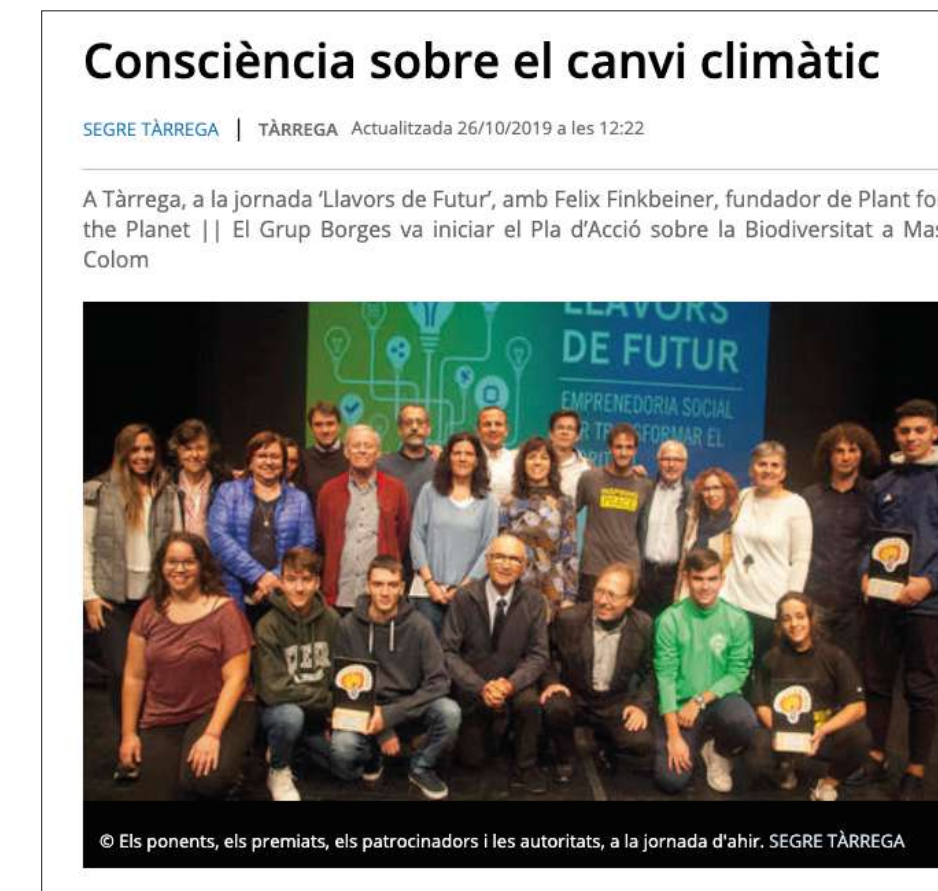 Consciència sobre el canvi climàtic
SEGRE TÀRREGA | TÀRREGA Actualitzada 26/10/2019 a les 12:22
A Tàrrega, a la jornada ‘Llavors de Futur’, amb Felix Finkbeiner, fundador de Plant fo
the Planet || El Grup Borges va iniciar el Pla d’Acció sobre la Biodiversitat a Mas
Colom
LLAVORS
DE FUTUR
EMPRENEDORIA SOCIAL
EL
PEACE
© Els ponents, els premiats, els patrocinadors i les autoritats, a la jornada d'ahir. SEGRE TÀRREGA